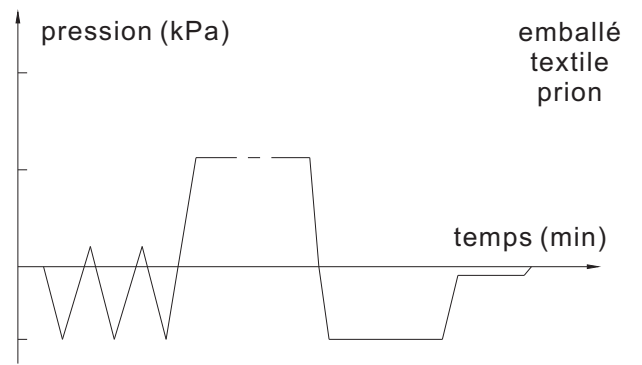 pression (kPa)
emballé
textile
prion
temps (min)